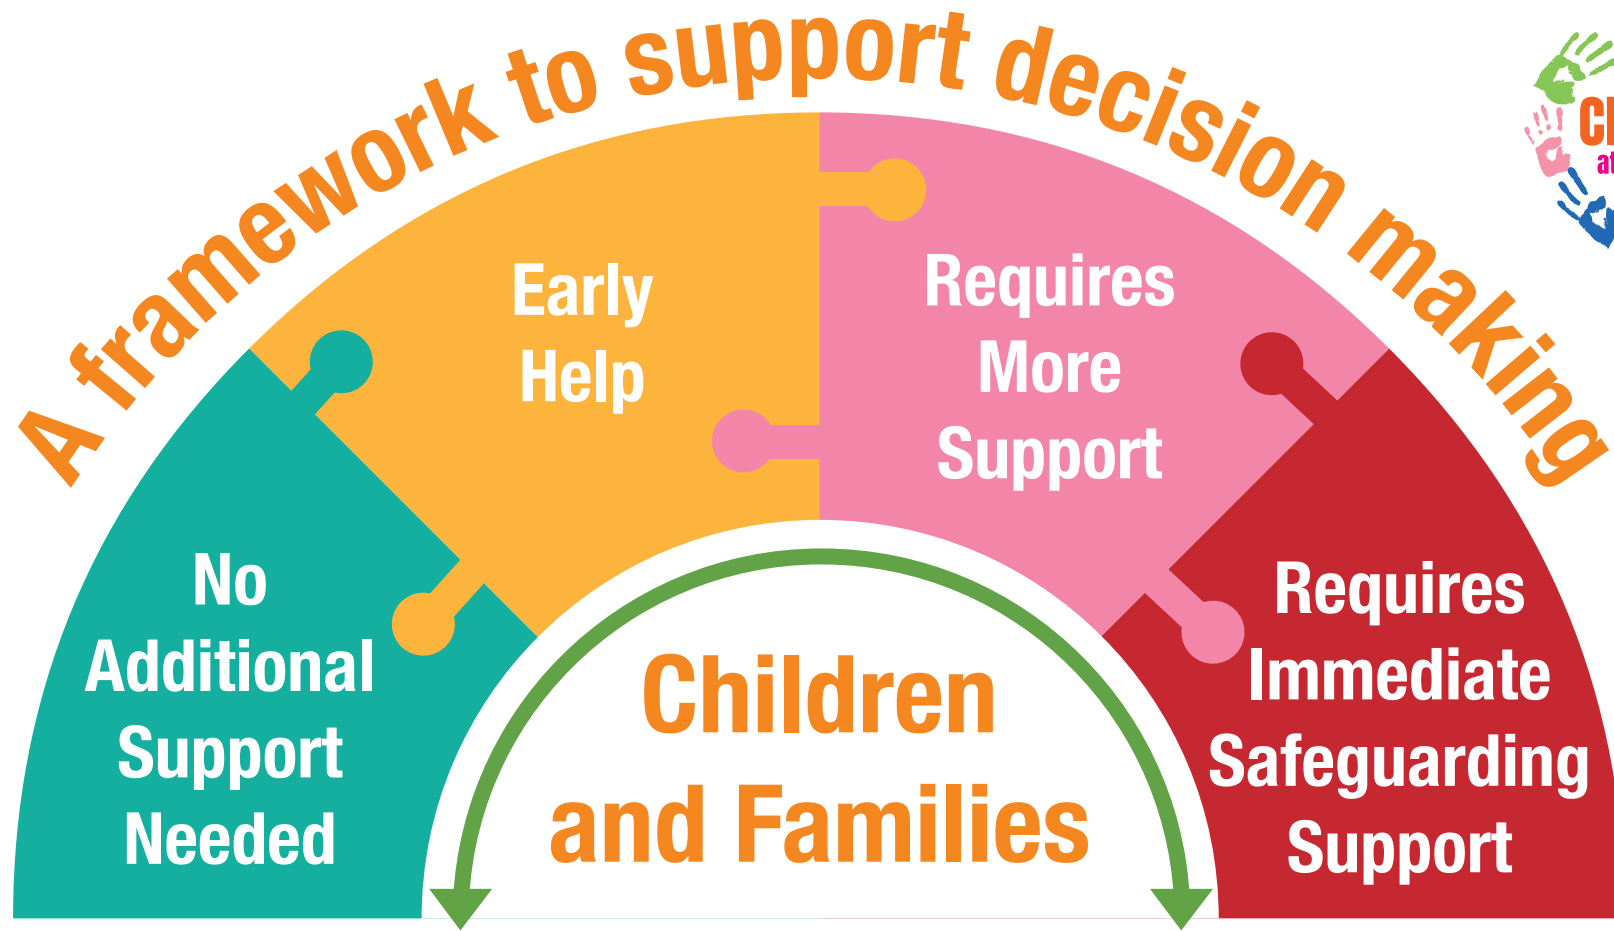 A framework to support decision making
Early
Help
Requires
More
Support
No
Additional
Support
Needed
Requires
Immediate
Safeguarding
Support
Children
and Families